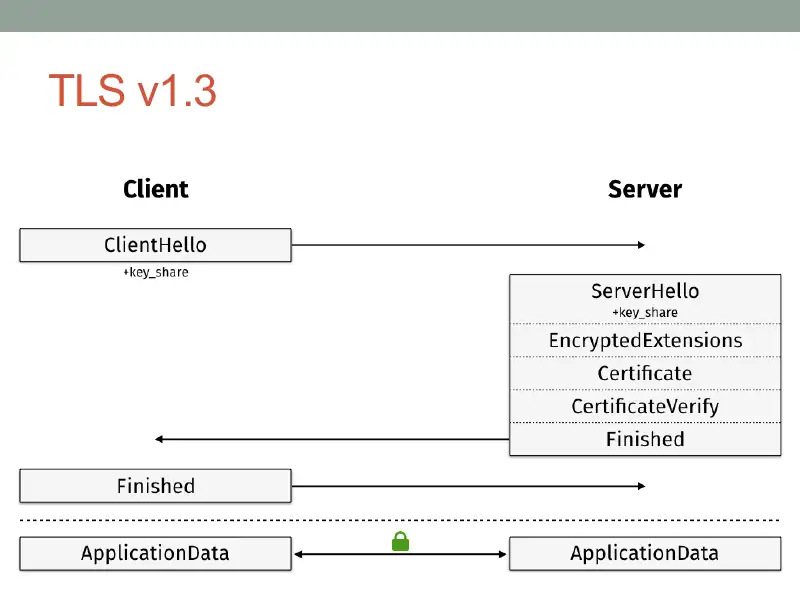 TLS v1.3
Client
Server
ClientHello
+key_share
ServerHello
+key_share
EncryptedExtensions
Certificate
CertificateVerify
Finished
Finished
ApplicationData
ApplicationData